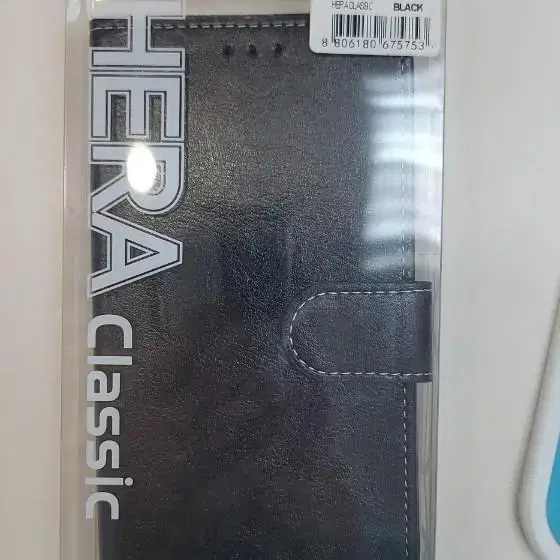 HERA CLASSIC BLACK
8 806180 675753
HERA Classic